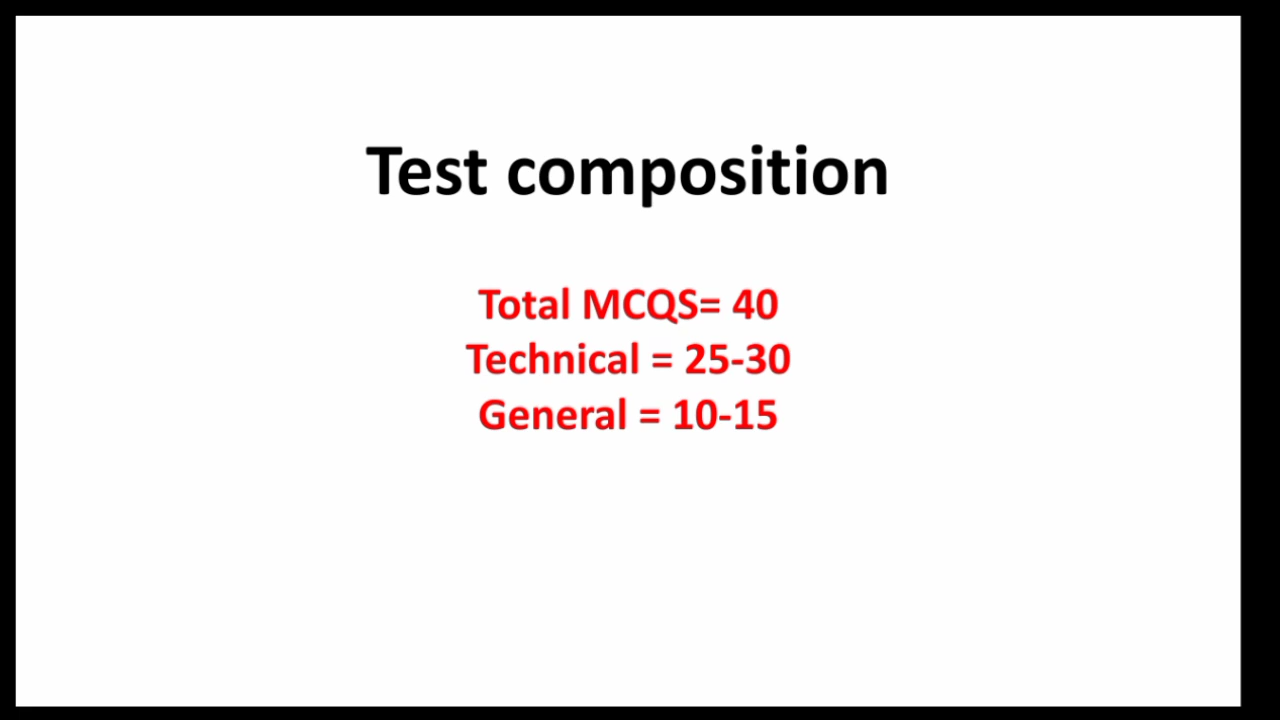 Test composition
Total MCQS= 40
Technical = 25-30
General = 10-15